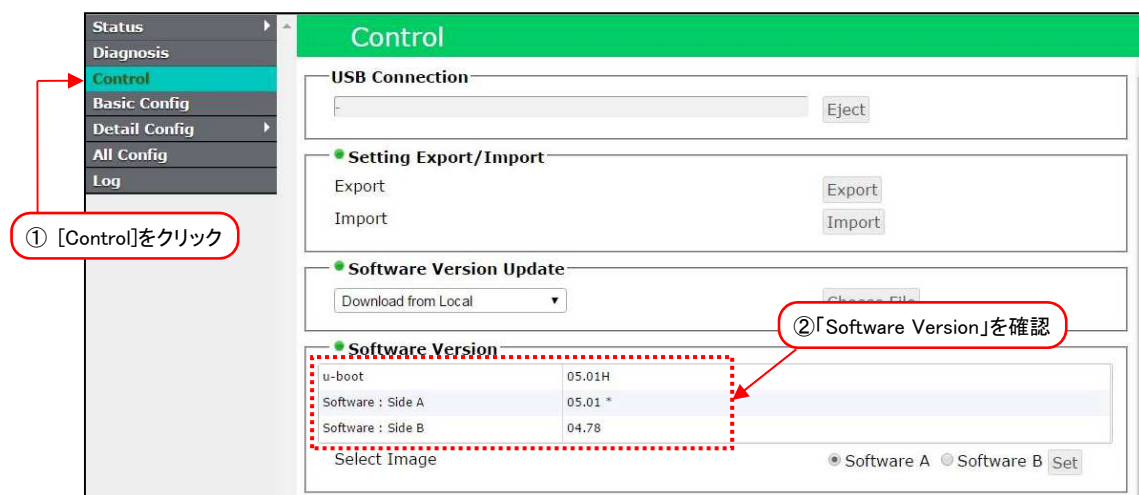 Status
Diagnosis
Control
Basic Config
Detail Config
All Config
Log
① [Control]をクリック
Control
USB Connection
-
Eject
Setting Export/Import
Export
Export
Import
Import
Software Version Update
Download from Local
Choose File
②「Software Version」を確認
Software Version
u-boot 05.01H
Software : Side A 05.01 *
Software : Side B 04.78
Select Image Software A Software B Set